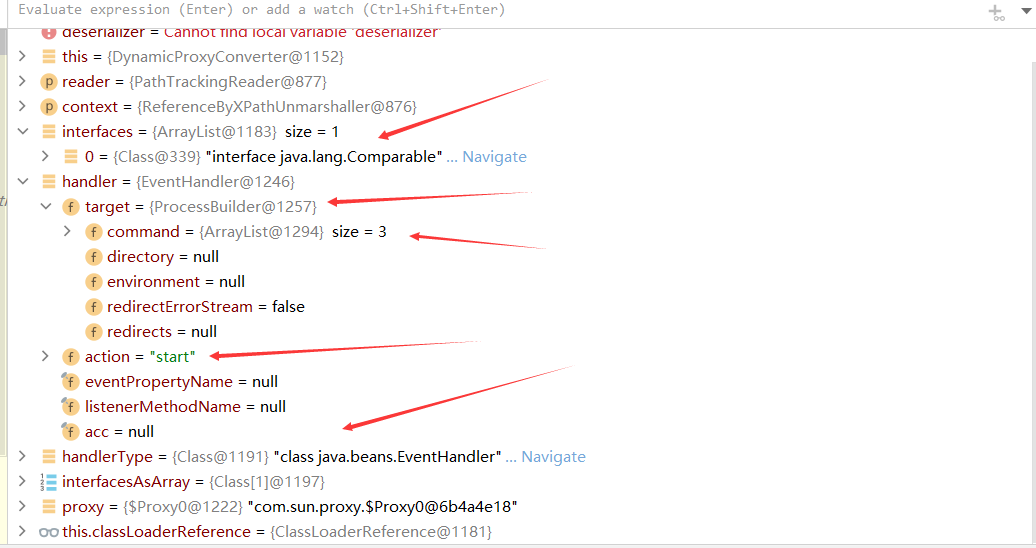 Evaluate expression (Enter) or add a watch (Ctrl+Shift+Enter)
deserializer = Cannot find local variable 'deserializer'
this = {DynamicProxyConverter@1152}
p reader = {PathTrackingReader@877}
p context = {ReferenceByXPathUnmarshaller@876}
interfaces = {ArrayList@1183} size = 1
0 = {Class@339} "interface java.lang.Comparable" ... Navigate
handler = {EventHandler@1246}
f target = {ProcessBuilder@1257}
f command = {ArrayList@1294} size = 3
f directory = null
f environment = null
f redirectErrorStream = false
f redirects = null
f action = "start"
f eventPropertyName = null
f listenerMethodName = null
f acc = null
handlerType = {Class@1191} "class java.beans.EventHandler" ... Navigate
interfacesAsArray = {Class[1]@1197}
proxy = {$Proxy0@1222} "com.sun.proxy.$Proxy0@6b4a4e18"
this.classLoaderReference = {ClassLoaderReference@1181}